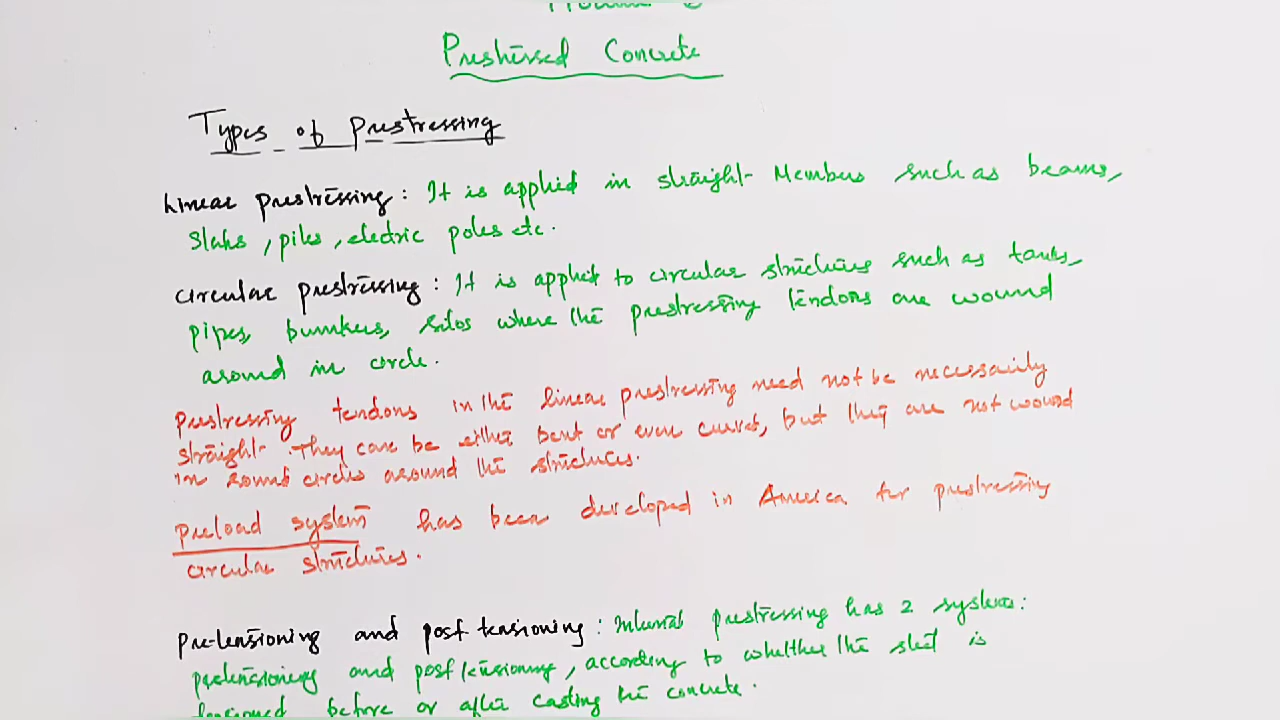 Prestressed Concrete
Types of prestressing
Linear prestressing : It is applied in straight Members such as beams,
Slabs, piles, electric poles etc.
Circular prestressing : It is applied to circular structures such as tanks,
pipes, bunkers, silos where the prestressing tendons are wound
around in circle.
prestressing tendons in the linear prestressing need not be necessarily
straight. They can be either bent or even curved, but they are not wound
in round circles around the structures.
preload system has been developed in America for prestressing
circular structures.
Pre-tensioning and post tensioning : Internal prestressing has 2 systems:
pretensioning and post tensioning, according to whether the steel is
tensioned before or after casting the concrete.